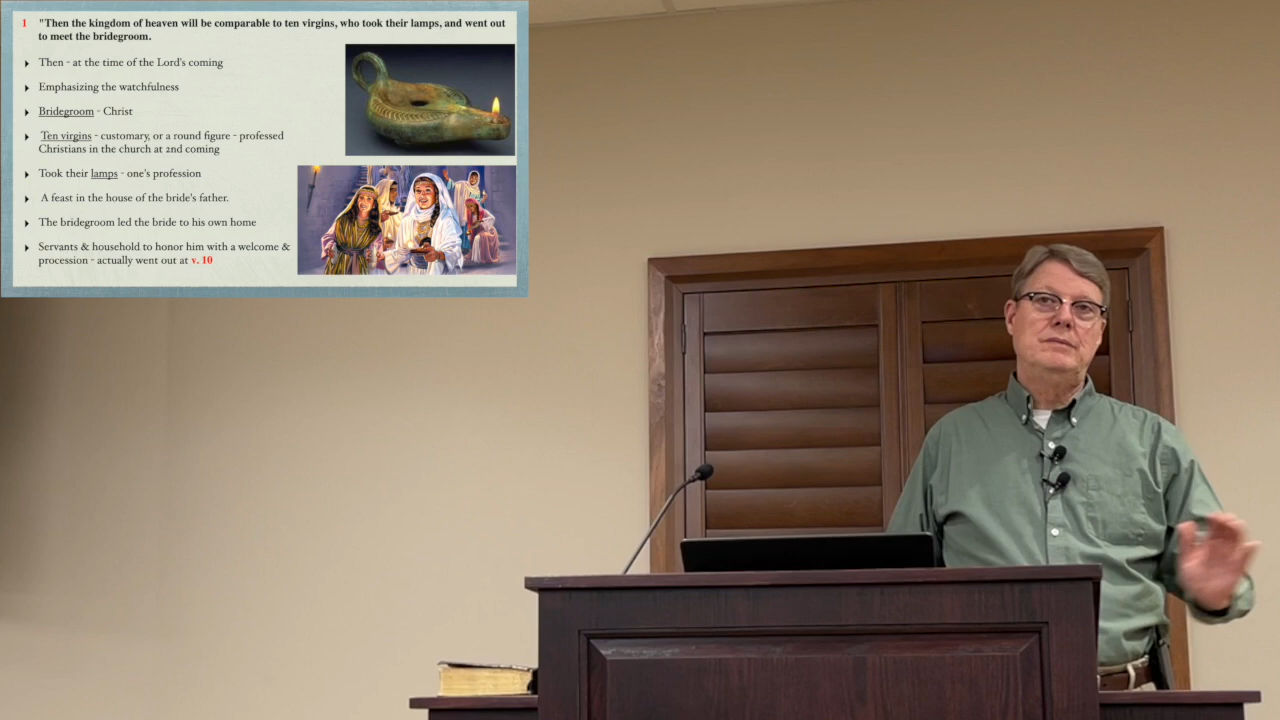 1 "Then the kingdom of heaven will be comparable to ten virgins, who took their lamps, and went out
to meet the bridegroom.
‣ Then - at the time of the Lord's coming
‣ Emphasizing the watchfulness
‣ Bridegroom - Christ
‣ Ten virgins - customary, or a round figure - professed
Christians in the church at 2nd coming
‣ Took their lamps - one's profession
‣ A feast in the house of the bride's father.
‣ The bridegroom led the bride to his own home
‣ Servants & household to honor him with a welcome &
procession - actually went out at v. 10